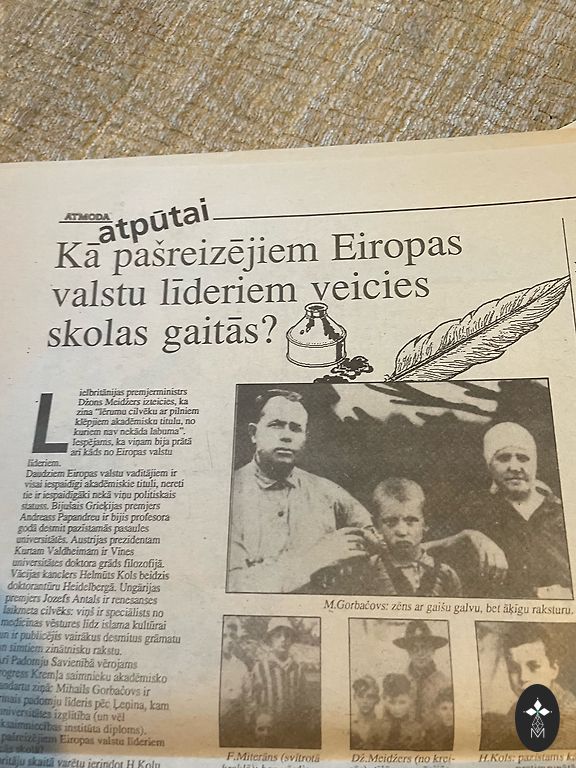 ATMODA
atpūtai
Kā pašreizējiem Eiropas
valstu līderiem veicies
skolas gaitās?
L ielbritānijas premjerministrs
Džons Meidžers izteicies, ka
zina "lērumu cilvēku ar pilniem
klēpjiem akadēmisku titulu, no
kuriem nav nekāda labuma".
Iespējams, ka viņam bija prātā
arī kāds no Eiropas valstu
līderiem.
Daudziem Eiropas valstu vadītājiem ir
visai iespaidīgi akadēmiskie tituli, nereti
tie ir iespaidīgāki nekā viņu politiskais
statuss. Bijušais Grieķijas premjers
Andreass Papandreu ir bijis profesora
godā desmit pazīstamās pasaules
universitātēs. Austrijas prezidentam
Kurtam Valdheimam ir Vīnes
universitātes doktora grāds filozofijā.
Vācijas kanclers Helmūts Kols beidzis
doktorantūru Heidelbergā. Ungārijas
premjers Jozefs Antals ir renesanses
laikmeta cilvēks: viņš ir speciālists no
medicīnas vēstures līdz islama kultūrai
un ir publicējis vairākus desmitus grāmatu
un simtiem zinātnisku rakstu.
Arī Padomju Savienībā vērojams
progress Kremļa saimnieku akadēmisko
standartu ziņā: Mihails Gorbačovs ir
pirmais padomju līderis pēc Ļeņina, kam
universitātes izglītība (un vēl
lauksaimniecības institūta diploms).
pašreizējiem Eiropas valstu līderiem
skolā?
skaitā varētu ierindot H.Kolu
M.Gorbačovs: zēns ar gaišu galvu, bet āķīgu raksturu.
F.Miterāns (svītrotā
Dž.Meidžers (no krei-
H.Kols: pazīstams k
M